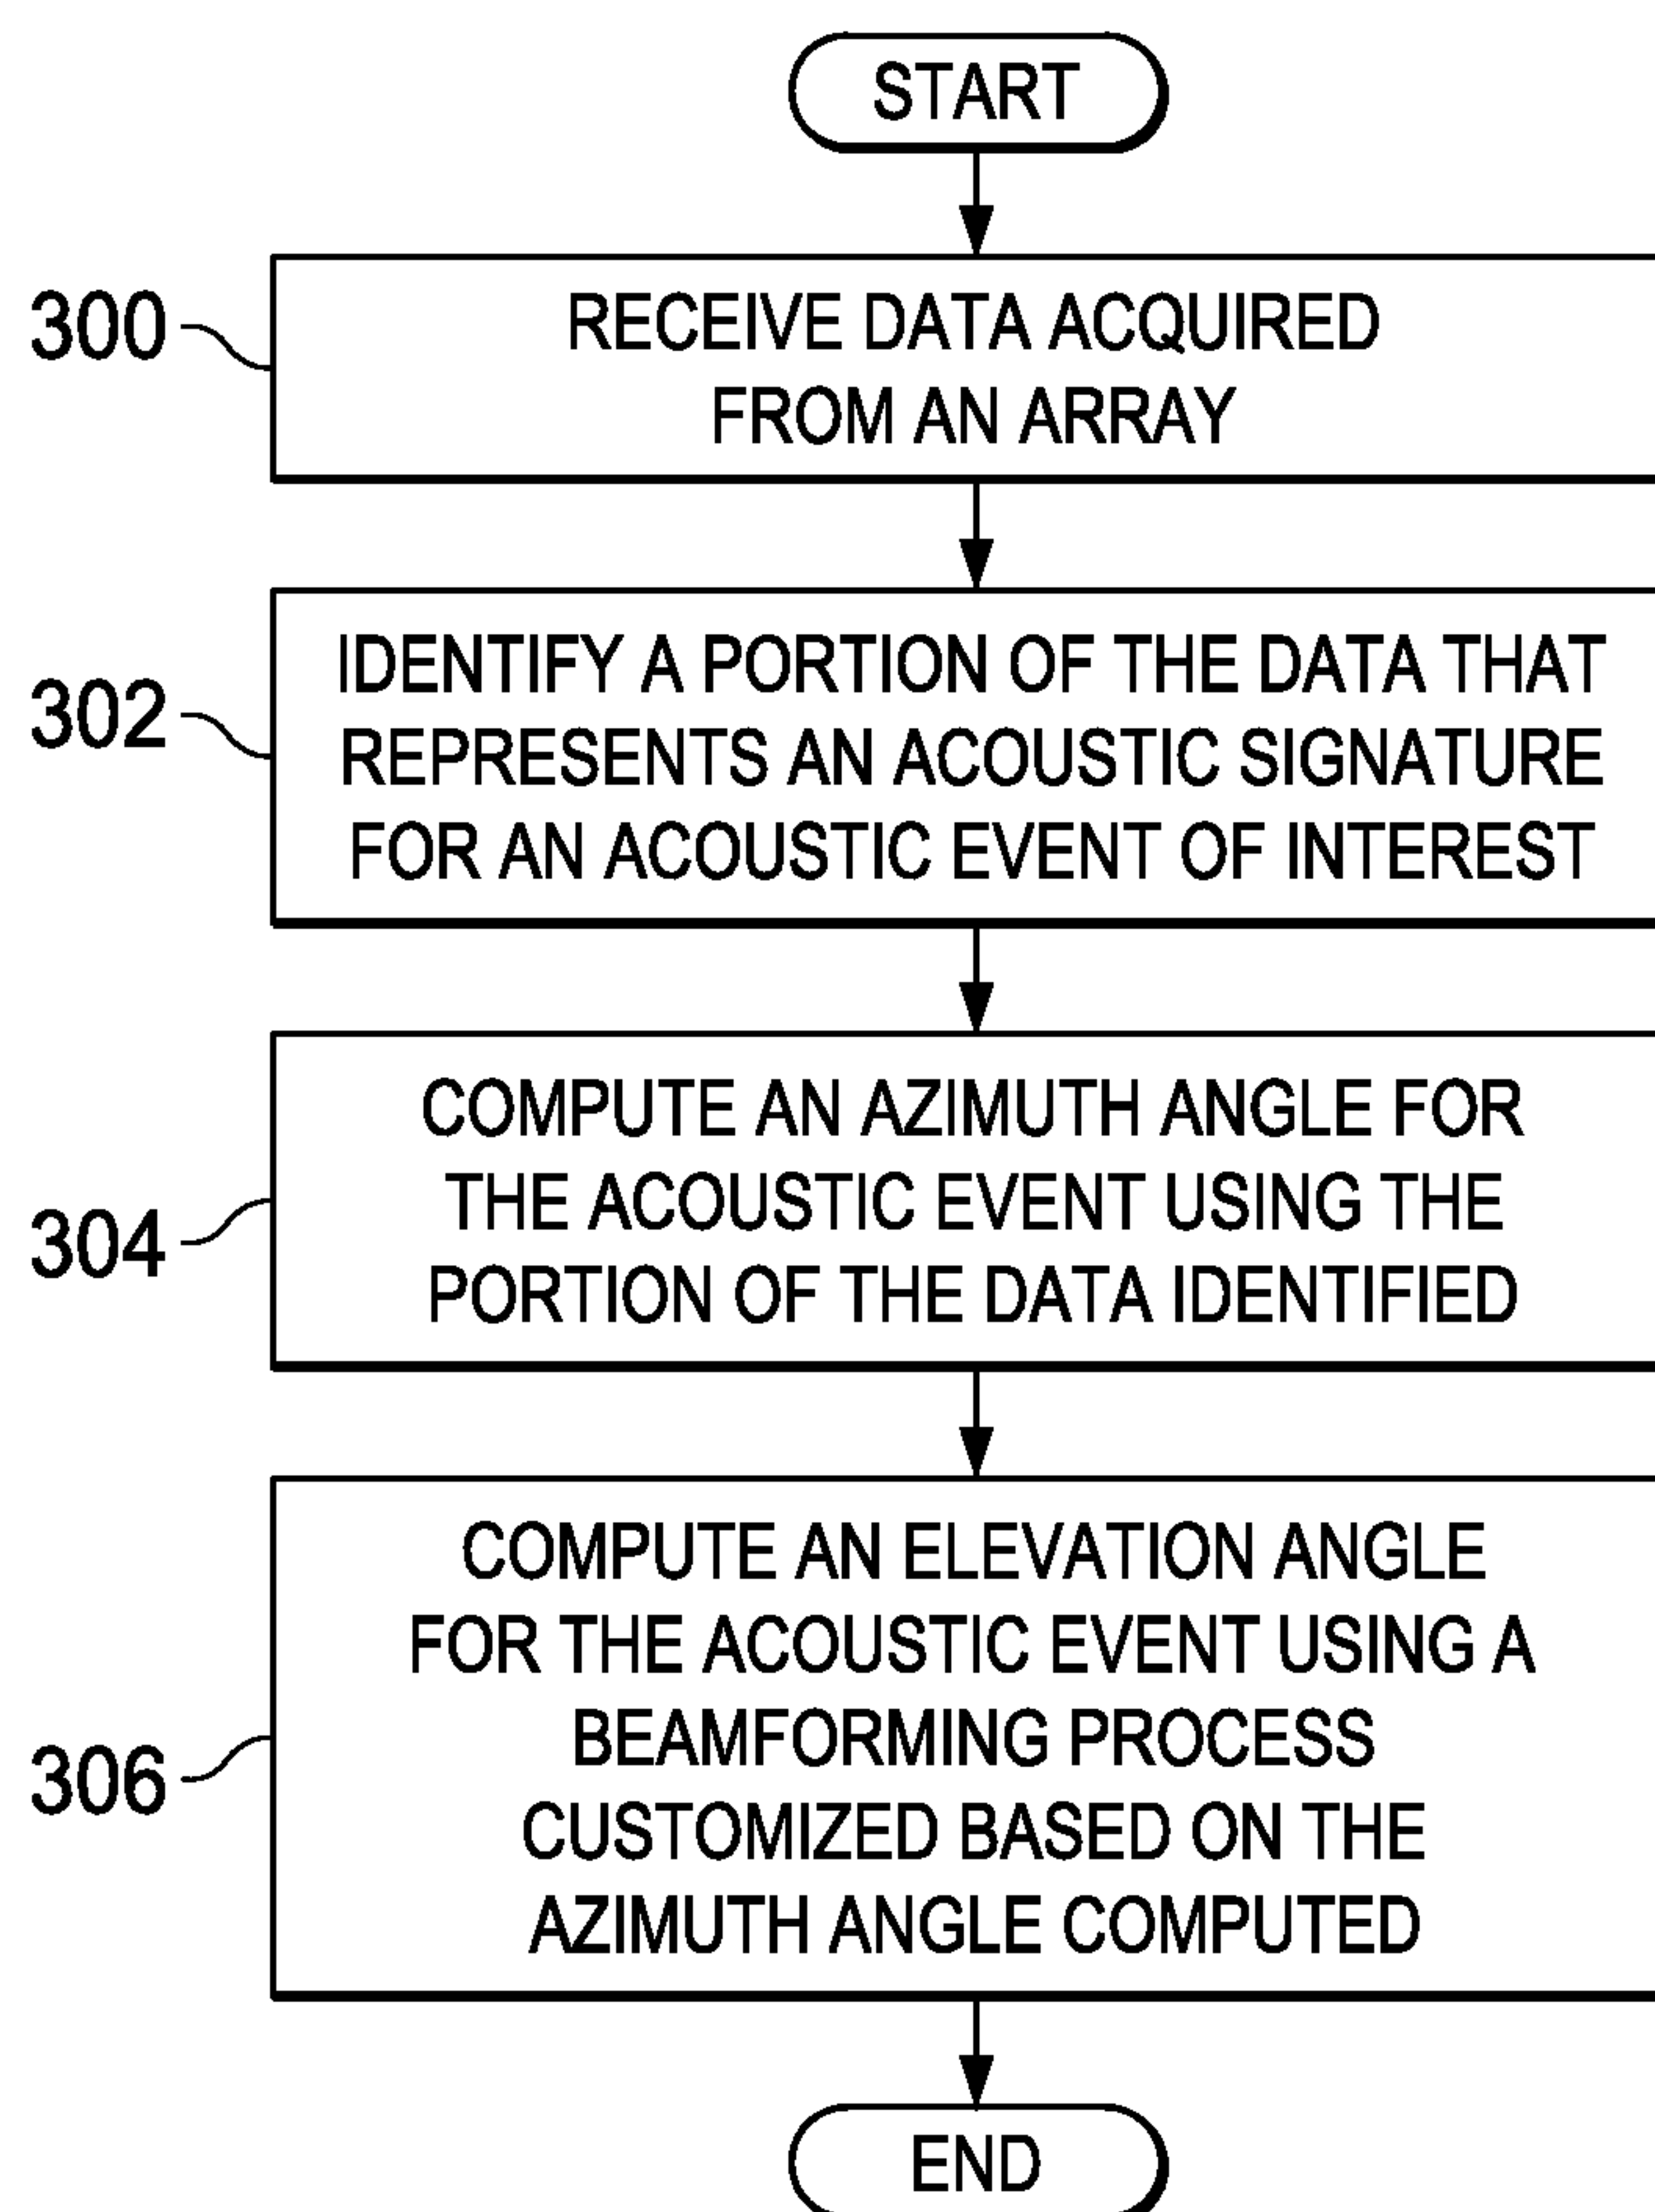 START
300
RECEIVE DATA ACQUIRED
FROM AN ARRAY
302
IDENTIFY A PORTION OF THE DATA THAT
REPRESENTS AN ACOUSTIC SIGNATURE
FOR AN ACOUSTIC EVENT OF INTEREST
304
COMPUTE AN AZIMUTH ANGLE FOR
THE ACOUSTIC EVENT USING THE
PORTION OF THE DATA IDENTIFIED
306
COMPUTE AN ELEVATION ANGLE
FOR THE ACOUSTIC EVENT USING A
BEAMFORMING PROCESS
CUSTOMIZED BASED ON THE
AZIMUTH ANGLE COMPUTED
END